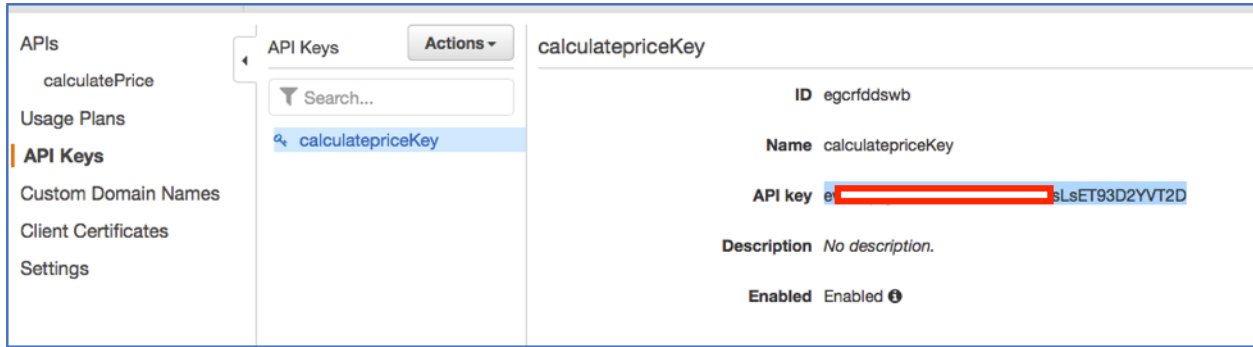 APIs
calculatePrice
Usage Plans
API Keys
Custom Domain Names
Client Certificates
Settings
API Keys
Actions
Search...
calculatepriceKey
calculatepriceKey
ID egcrfddswb
Name calculatepriceKey
API key sLsET93D2YVT2D
Description No description.
Enabled Enabled